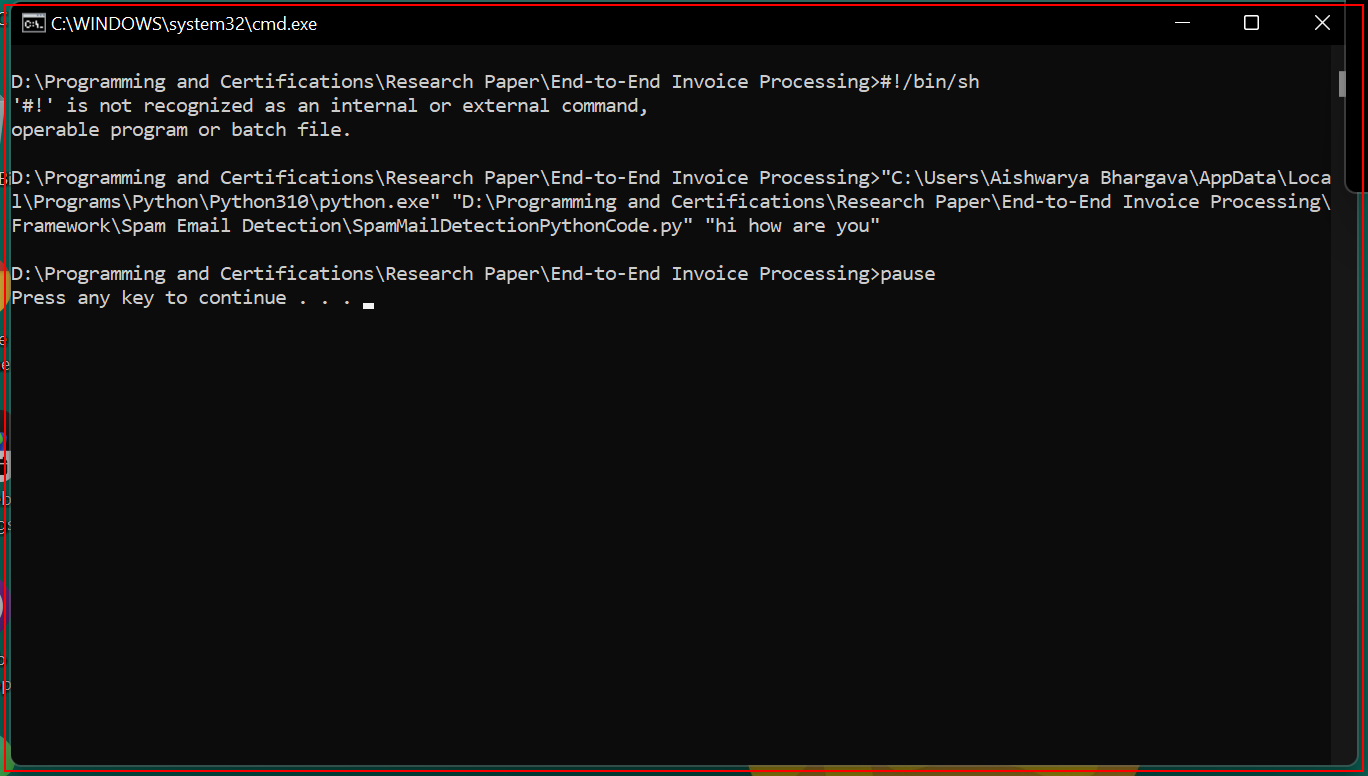 C:\WINDOWS\system32\cmd.exe
D:\Programming and Certifications\Research Paper\End-to-End Invoice Processing>#!/bin/sh
'#!' is not recognized as an internal or external command,
operable program or batch file.
D:\Programming and Certifications\Research Paper\End-to-End Invoice Processing>"C:\Users\Aishwarya Bhargava\AppData\Loca
l\Programs\Python\Python310\python.exe" "D:\Programming and Certifications\Research Paper\End-to-End Invoice Processing\
Framework\Spam Email Detection\SpamMailDetectionPythonCode.py" "hi how are you"
D:\Programming and Certifications\Research Paper\End-to-End Invoice Processing>pause
Press any key to continue . . .